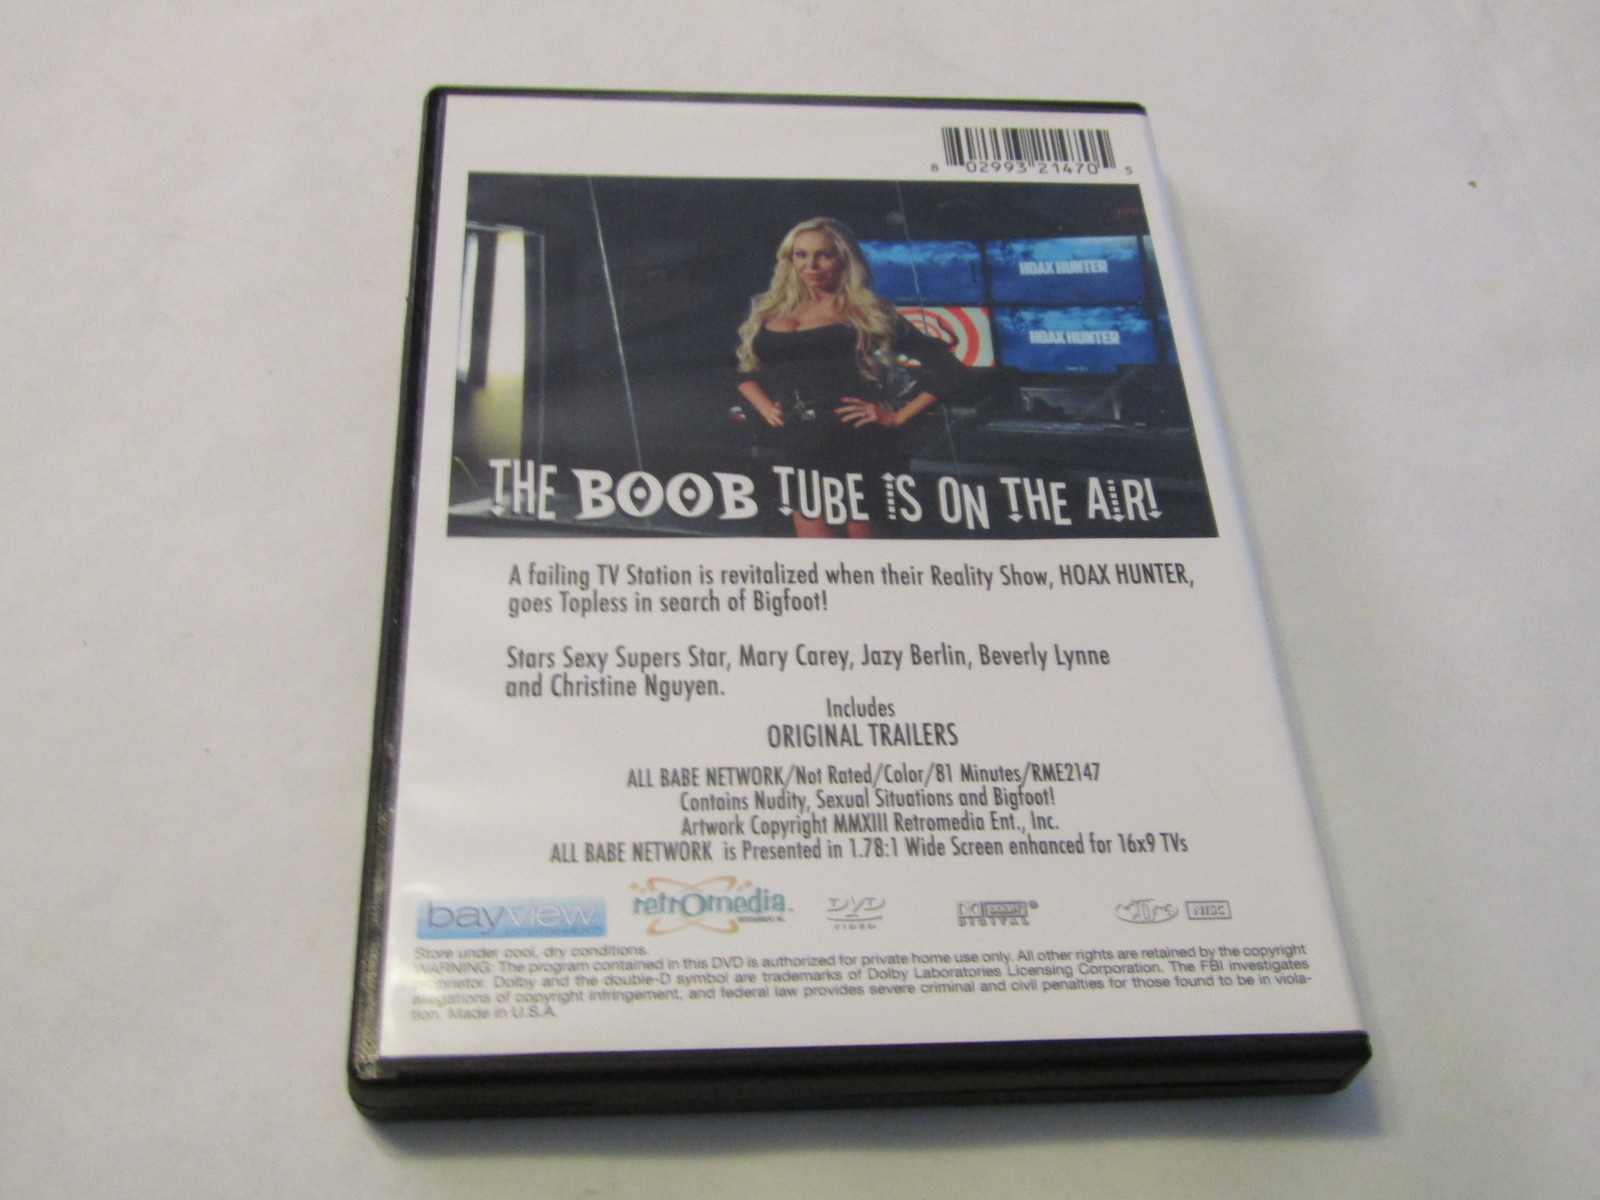 8 02993 21470 5
HOAX HUNTER
HOAX HUNTER
THE BOOB TUBE IS ON THE AIR!
A failing TV Station is revitalized when their Reality Show, HOAX HUNTER,
goes Topless in search of Bigfoot!
Stars Sexy Supers Star, Mary Carey, Jazy Berlin, Beverly Lynne
and Christine Nguyen.
Includes
ORIGINAL TRAILERS
ALL BABE NETWORK/Not Rated/Color/81 Minutes/RME2147
Contains Nudity, Sexual Situations and Bigfoot!
Artwork Copyright MMXIII Retromedia Ent., Inc.
ALL BABE NETWORK is Presented in 1.78:1 Wide Screen enhanced for 16x9 TVs
bayview
ENTERTAINMENT
retromedia
DVD
VIDEO
DOLBY
DIGITAL
DISC
Store under cool, dry conditions.
WARNING: The program contained in this DVD is authorized for private home use only. All other rights are retained by the copyright
proprietor. Dolby and the double-D symbol are trademarks of Dolby Laboratories Licensing Corporation. The FBI investigates
allegations of copyright infringement, and federal law provides severe criminal and civil penalties for those found to be in viola-
tion. Made in U.S.A.